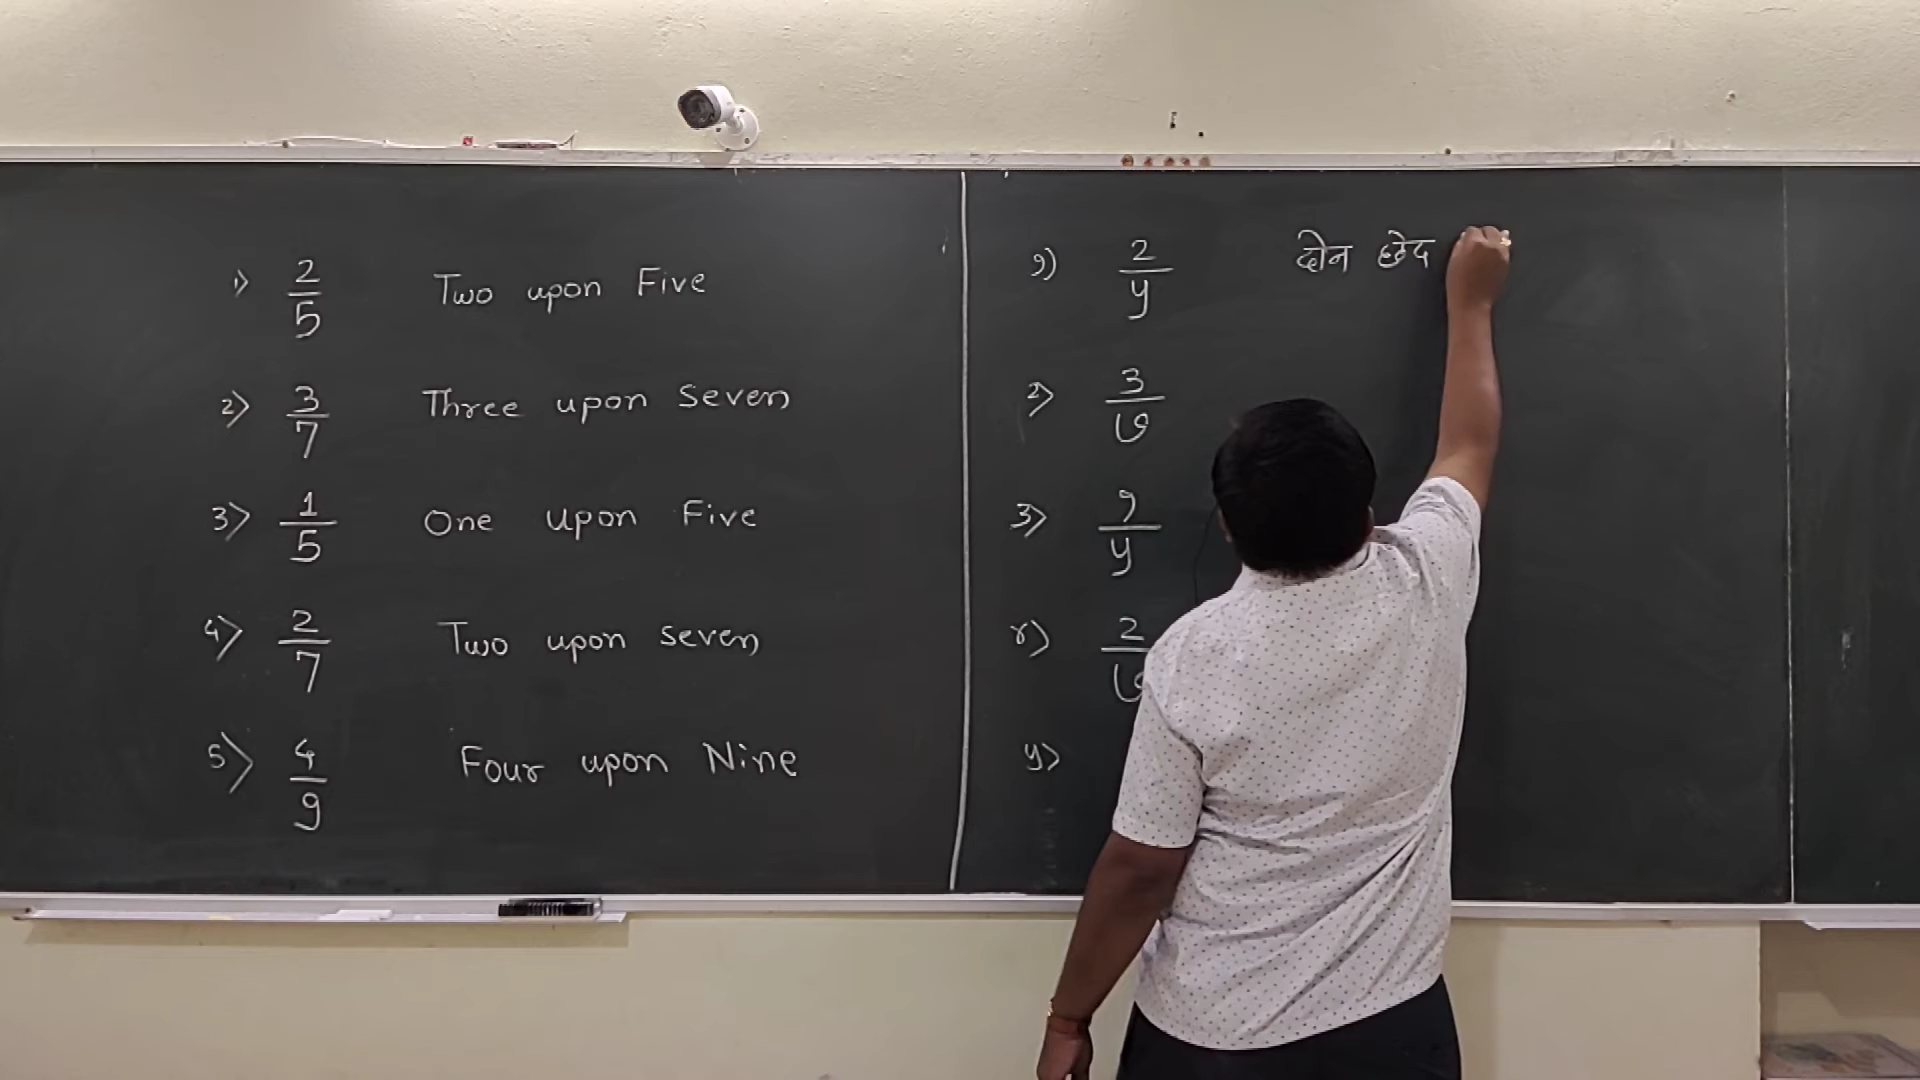 1) 2/5 Two upon Five
2) 3/7 Three upon Seven
3) 1/5 One upon Five
4) 2/7 Two upon seven
5) 4/9 Four upon Nine
१) २/५ दोन छेद
२) ३/७
३) १/५
४) २/७
५)